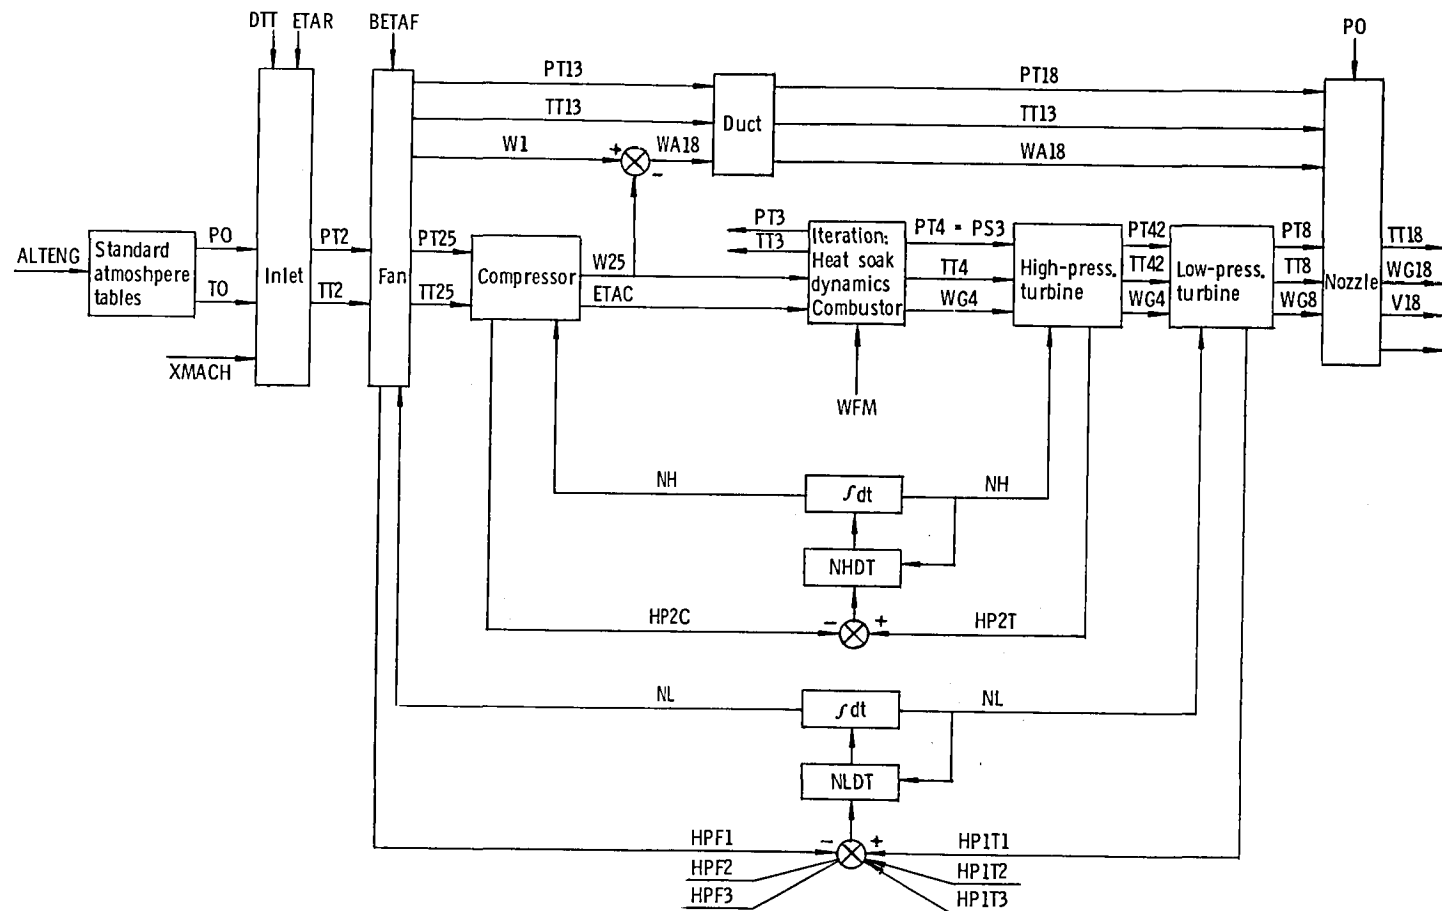 DTT ETAR BETAF
PO
PT13 PT18
TT13 Duct TT13
W1 + WA18 WA18
-
PT3 PT4 = PS3 PT42 PT8
ALTENG Standard PO PT2 PT25 W25 TT3 Iteration: TT4 High-press. TT42 Low-press. TT8 TT18
atmoshpere Inlet Fan Compressor Heat soak turbine turbine Nozzle WG18
tables TO TT2 TT25 ETAC dynamics WG4 WG4 WG8 V18
Combustor
XMACH
WFM
NH ∫dt NH
NHDT
HP2C - + HP2T
NL ∫dt NL
NLDT
HPF1 - + HP1T1
HPF2 HP1T2
HPF3 HP1T3